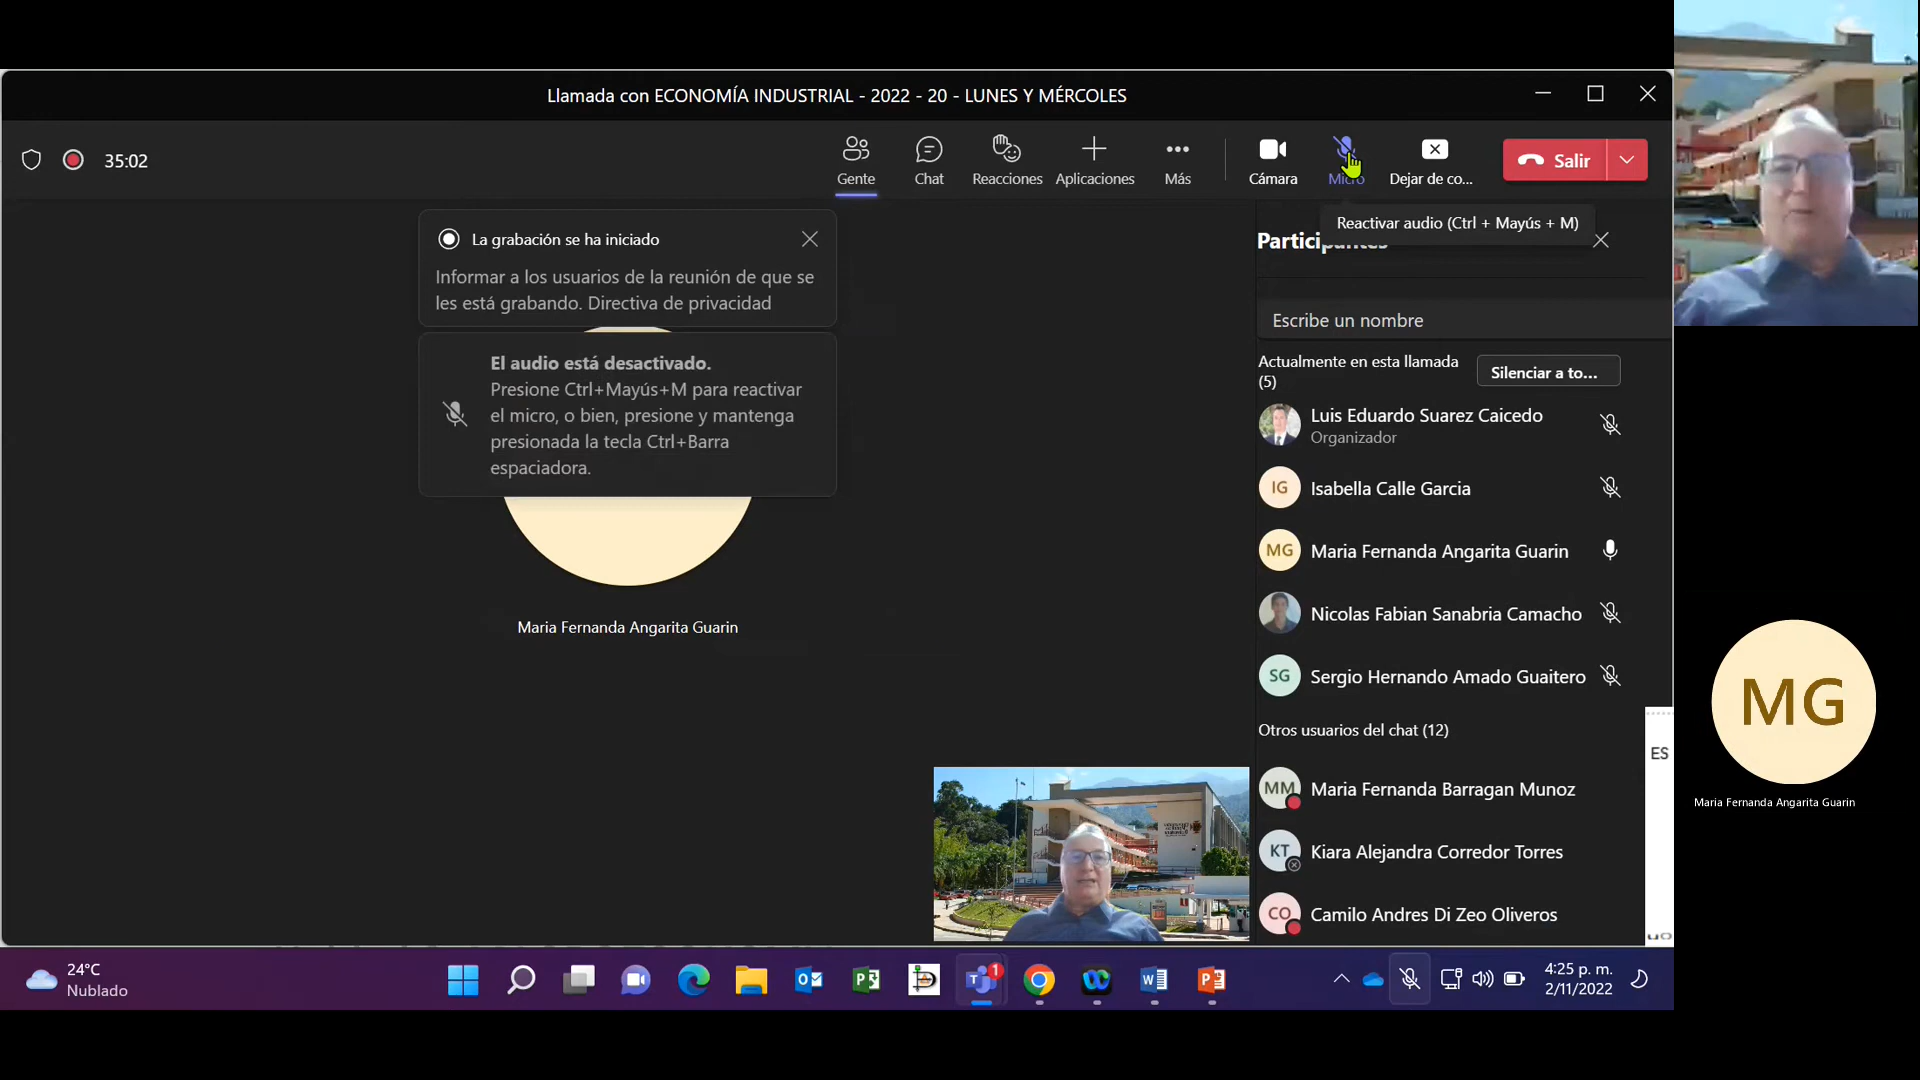 Llamada con ECONOMÍA INDUSTRIAL - 2022 - 20 - LUNES Y MÉRCOLES
35:02
Gente
Chat
Reacciones
Aplicaciones
Más
Cámara
Micro
Dejar de co...
Salir
Reactivar audio (Ctrl + Mayús + M)
La grabación se ha iniciado
Informar a los usuarios de la reunión de que se
les está grabando. Directiva de privacidad
El audio está desactivado.
Presione Ctrl+Mayús+M para reactivar
el micro, o bien, presione y mantenga
presionada la tecla Ctrl+Barra
espaciadora.
Maria Fernanda Angarita Guarin
Participantes
Escribe un nombre
Actualmente en esta llamada
(5)
Silenciar a to...
Luis Eduardo Suarez Caicedo
Organizador
IG Isabella Calle Garcia
MG Maria Fernanda Angarita Guarin
Nicolas Fabian Sanabria Camacho
SG Sergio Hernando Amado Guaitero
Otros usuarios del chat (12)
MM Maria Fernanda Barragan Munoz
KT Kiara Alejandra Corredor Torres
CO Camilo Andres Di Zeo Oliveros
ES
MG
Maria Fernanda Angarita Guarin
24°C
Nublado
1
4:25 p. m.
2/11/2022